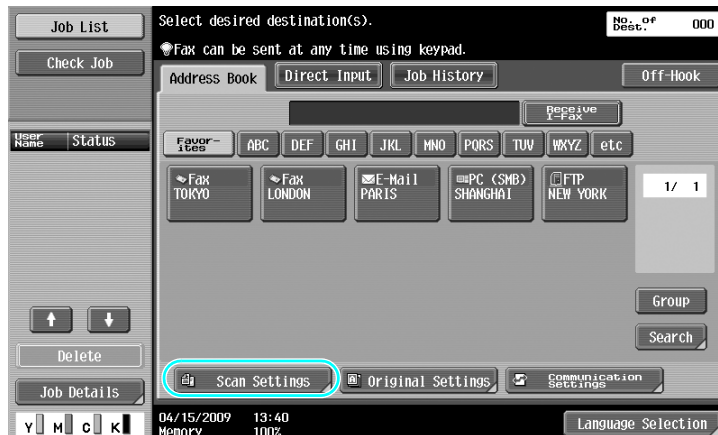 Job List
Check Job
User Name Status
Delete
Job Details
Y M C K
Select desired destination(s).
No. of Dest. 000
Fax can be sent at any time using keypad.
Address Book Direct Input Job History Off-Hook
Receive I-Fax
Favor-ites ABC DEF GHI JKL MNO PQRS TUV WXYZ etc
Fax TOKYO
Fax LONDON
E-Mail PARIS
PC (SMB) SHANGHAI
FTP NEW YORK
1/ 1
Group
Search
Scan Settings Original Settings Communication Settings
04/15/2009 13:40
Memory 100%
Language Selection